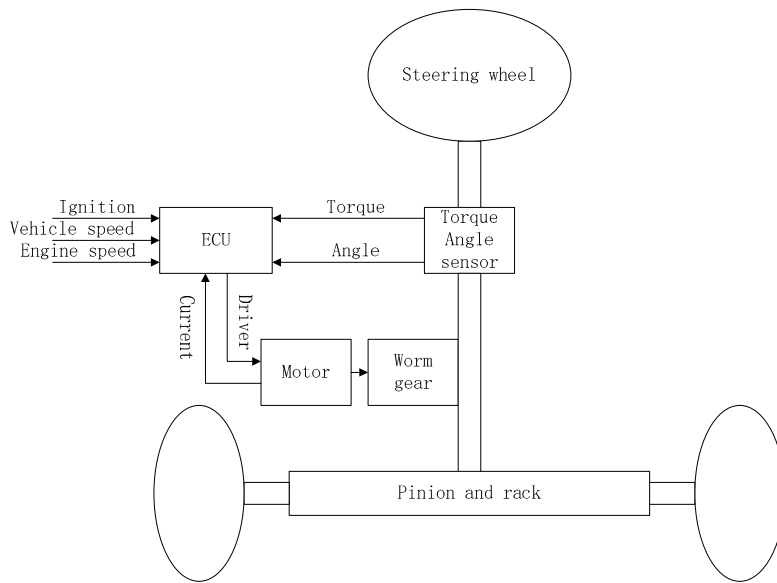 Steering wheel
Ignition
Vehicle speed
Engine speed
ECU
Torque
Angle
Torque
Angle
sensor
Current
Driver
Motor
Worm
gear
Pinion and rack